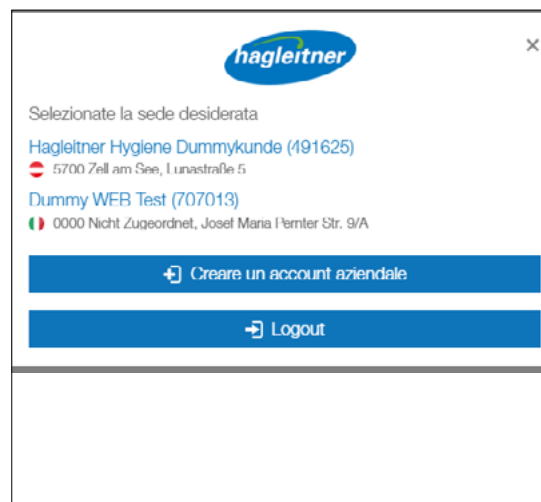 hagleitner
×
Selezionate la sede desiderata
Hagleitner Hygiene Dummykunde (491625)
5700 Zell am See, Lunastraße 5
Dummy WEB Test (707013)
0000 Nicht Zugeordnet, Josef Maria Pernter Str. 9/A
Creare un account aziendale
Logout